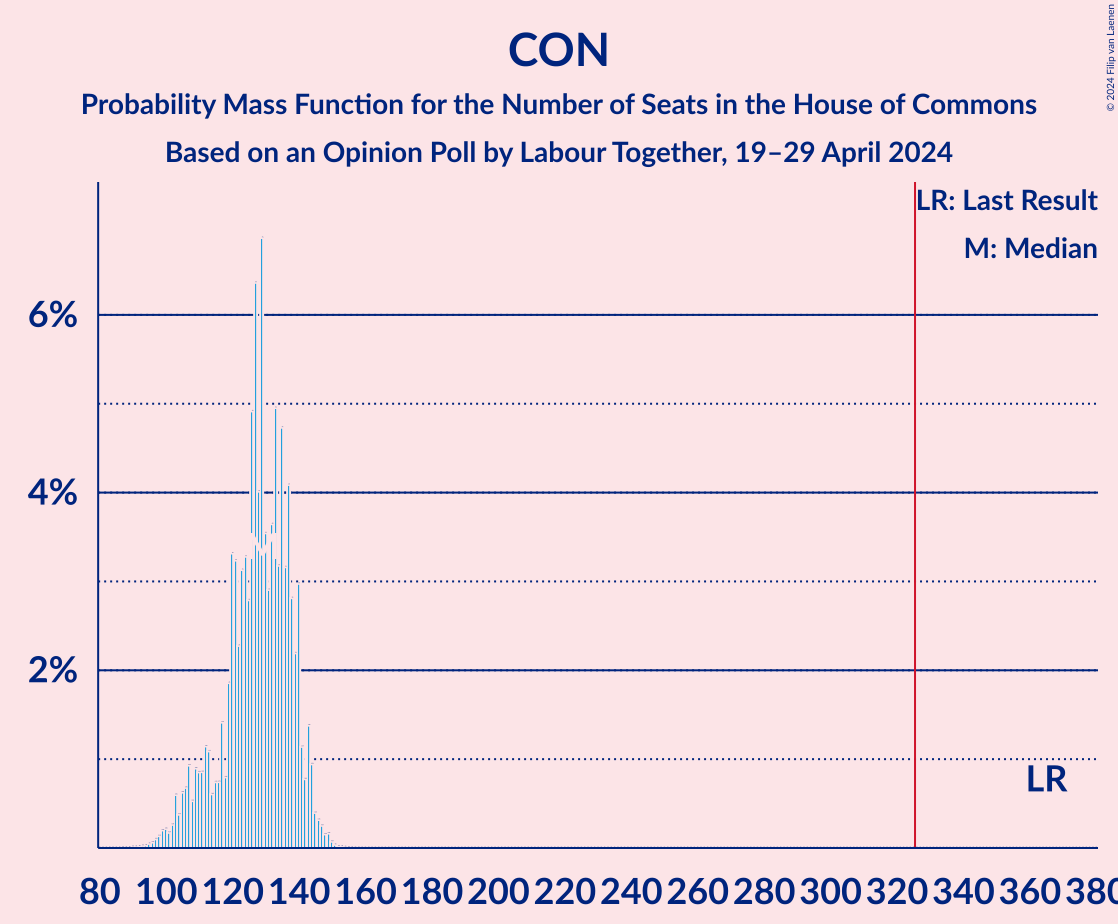 CON
Probability Mass Function for the Number of Seats in the House of Commons
Based on an Opinion Poll by Labour Together, 19–29 April 2024
© 2024 Filip van Laenen
LR: Last Result
M: Median
6%
4%
2%
LR
80 100 120 140 160 180 200 220 240 260 280 300 320 340 360 380